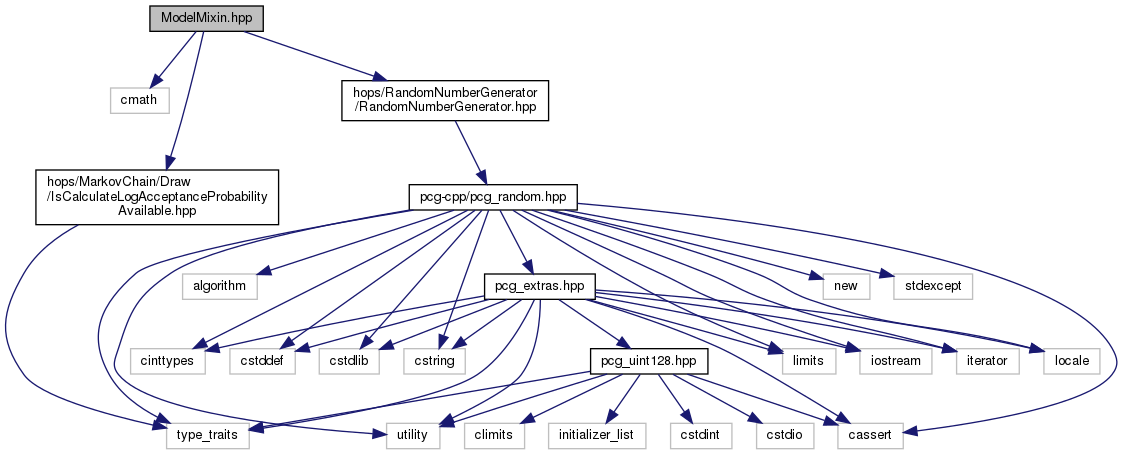 ModelMixin.hpp
cmath
hops/RandomNumberGenerator
/RandomNumberGenerator.hpp
hops/MarkovChain/Draw
/IsCalculateLogAcceptanceProbability
Available.hpp
pcg-cpp/pcg_random.hpp
algorithm
pcg_extras.hpp
new
stdexcept
cinttypes
cstddef
cstdlib
cstring
pcg_uint128.hpp
limits
iostream
iterator
locale
type_traits
utility
climits
initializer_list
cstdint
cstdio
cassert